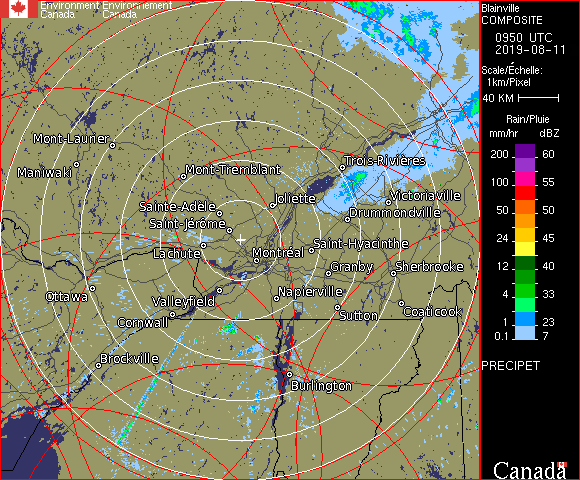 Environment Environnement
Canada Canada
Blainville
COMPOSITE
0950 UTC
2019-08-11
Scale/Échelle:
1km/Pixel
40 KM
Rain/Pluie
mm/hr dBZ
200 60
100 55
50 50
24 45
12 40
4 33
1 23
0.1 7
PRECIPET
Canada
Mont-Laurier
Maniwaki
Mont-Tremblant
Trois-Rivières
Sainte-Adèle
Joliette
Victoriaville
Saint-Jérôme
Drummondville
Lachute
Montréal
Saint-Hyacinthe
Granby
Sherbrooke
Ottawa
Valleyfield
Napierville
Cornwall
Sutton
Coaticook
Brockville
Burlington